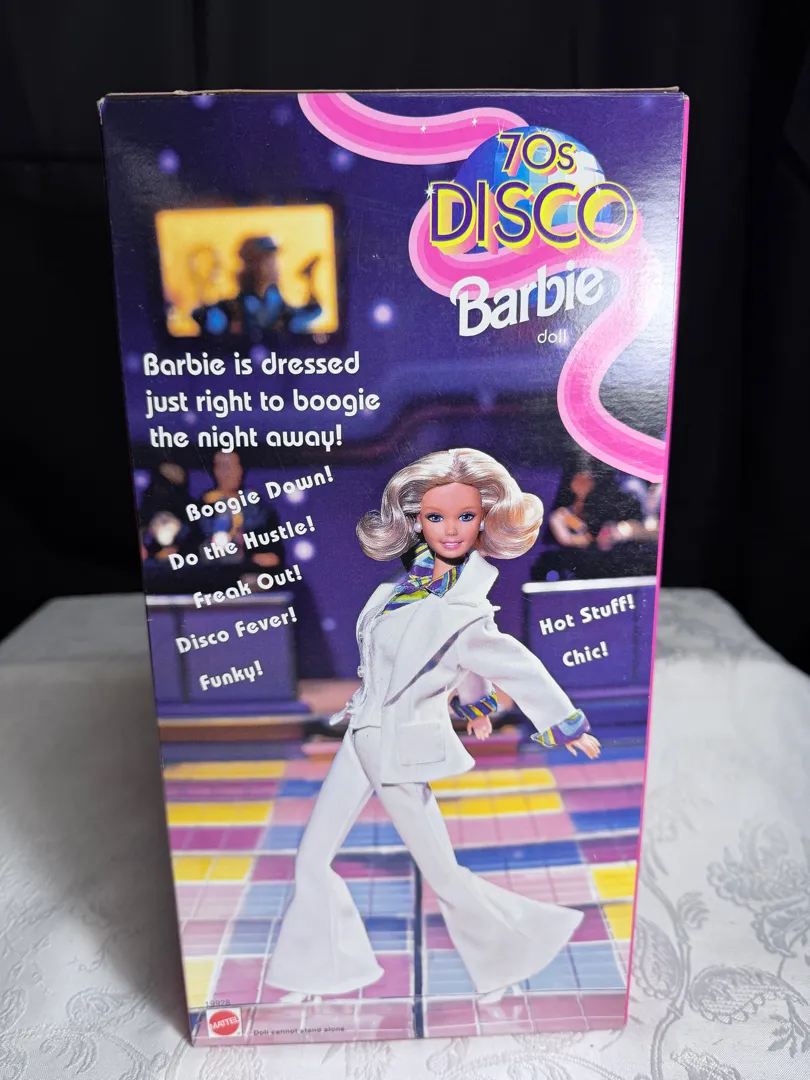 70s
DISCO
Barbie
doll
Barbie is dressed
just right to boogie
the night away!
Boogie Down!
Do the Hustle!
Freak Out!
Disco Fever!
Funky!
Hot Stuff!
Chic!
19928
MATTEL
Doll cannot stand alone.